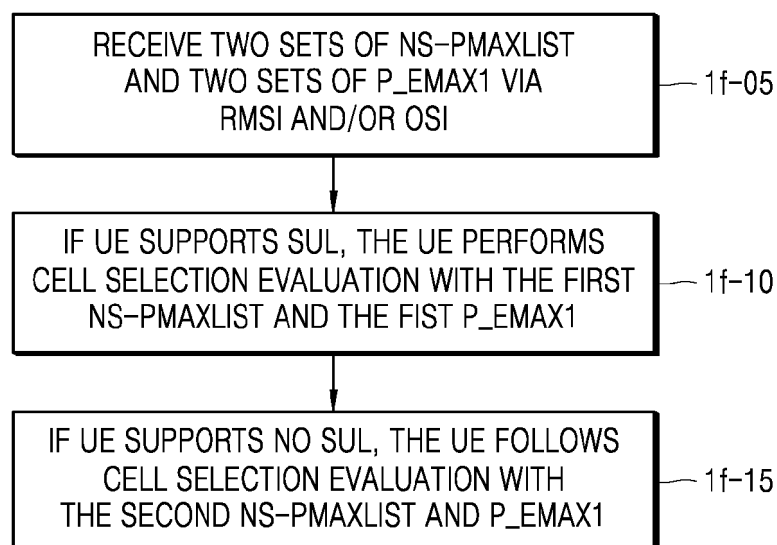 RECEIVE TWO SETS OF NS-PMAXLIST
AND TWO SETS OF P_EMAX1 VIA
RMSI AND/OR OSI
1f-05
IF UE SUPPORTS SUL, THE UE PERFORMS
CELL SELECTION EVALUATION WITH THE FIRST
NS-PMAXLIST AND THE FIST P_EMAX1
1f-10
IF UE SUPPORTS NO SUL, THE UE FOLLOWS
CELL SELECTION EVALUATION WITH
THE SECOND NS-PMAXLIST AND P_EMAX1
1f-15